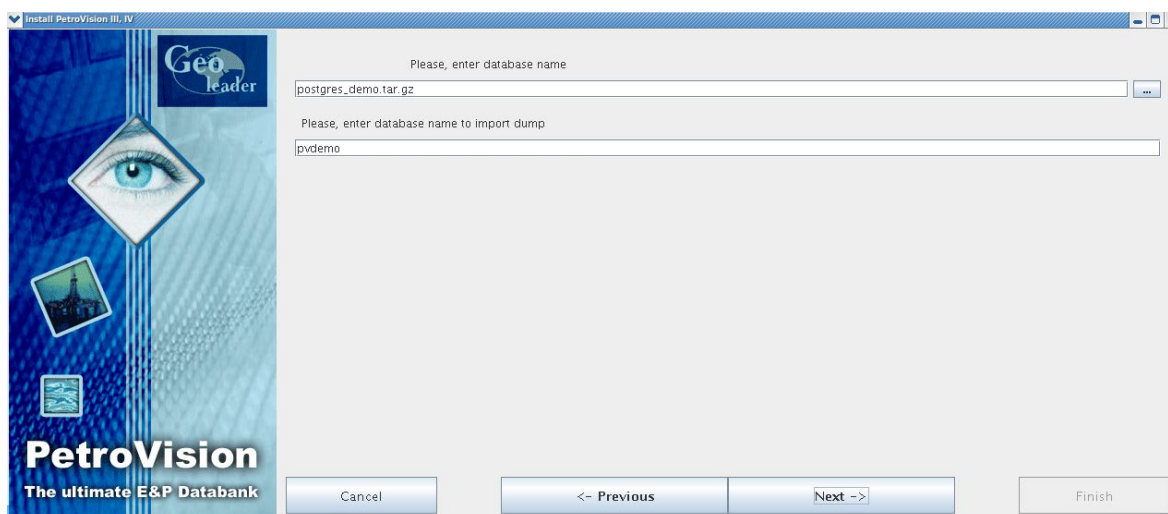 Install PetroVision III, IV
Geo
leader
Please, enter database name
postgres_demo.tar.gz
...
Please, enter database name to import dump
pvdemo
PetroVision
The ultimate E&P Databank
Cancel
<- Previous
Next ->
Finish